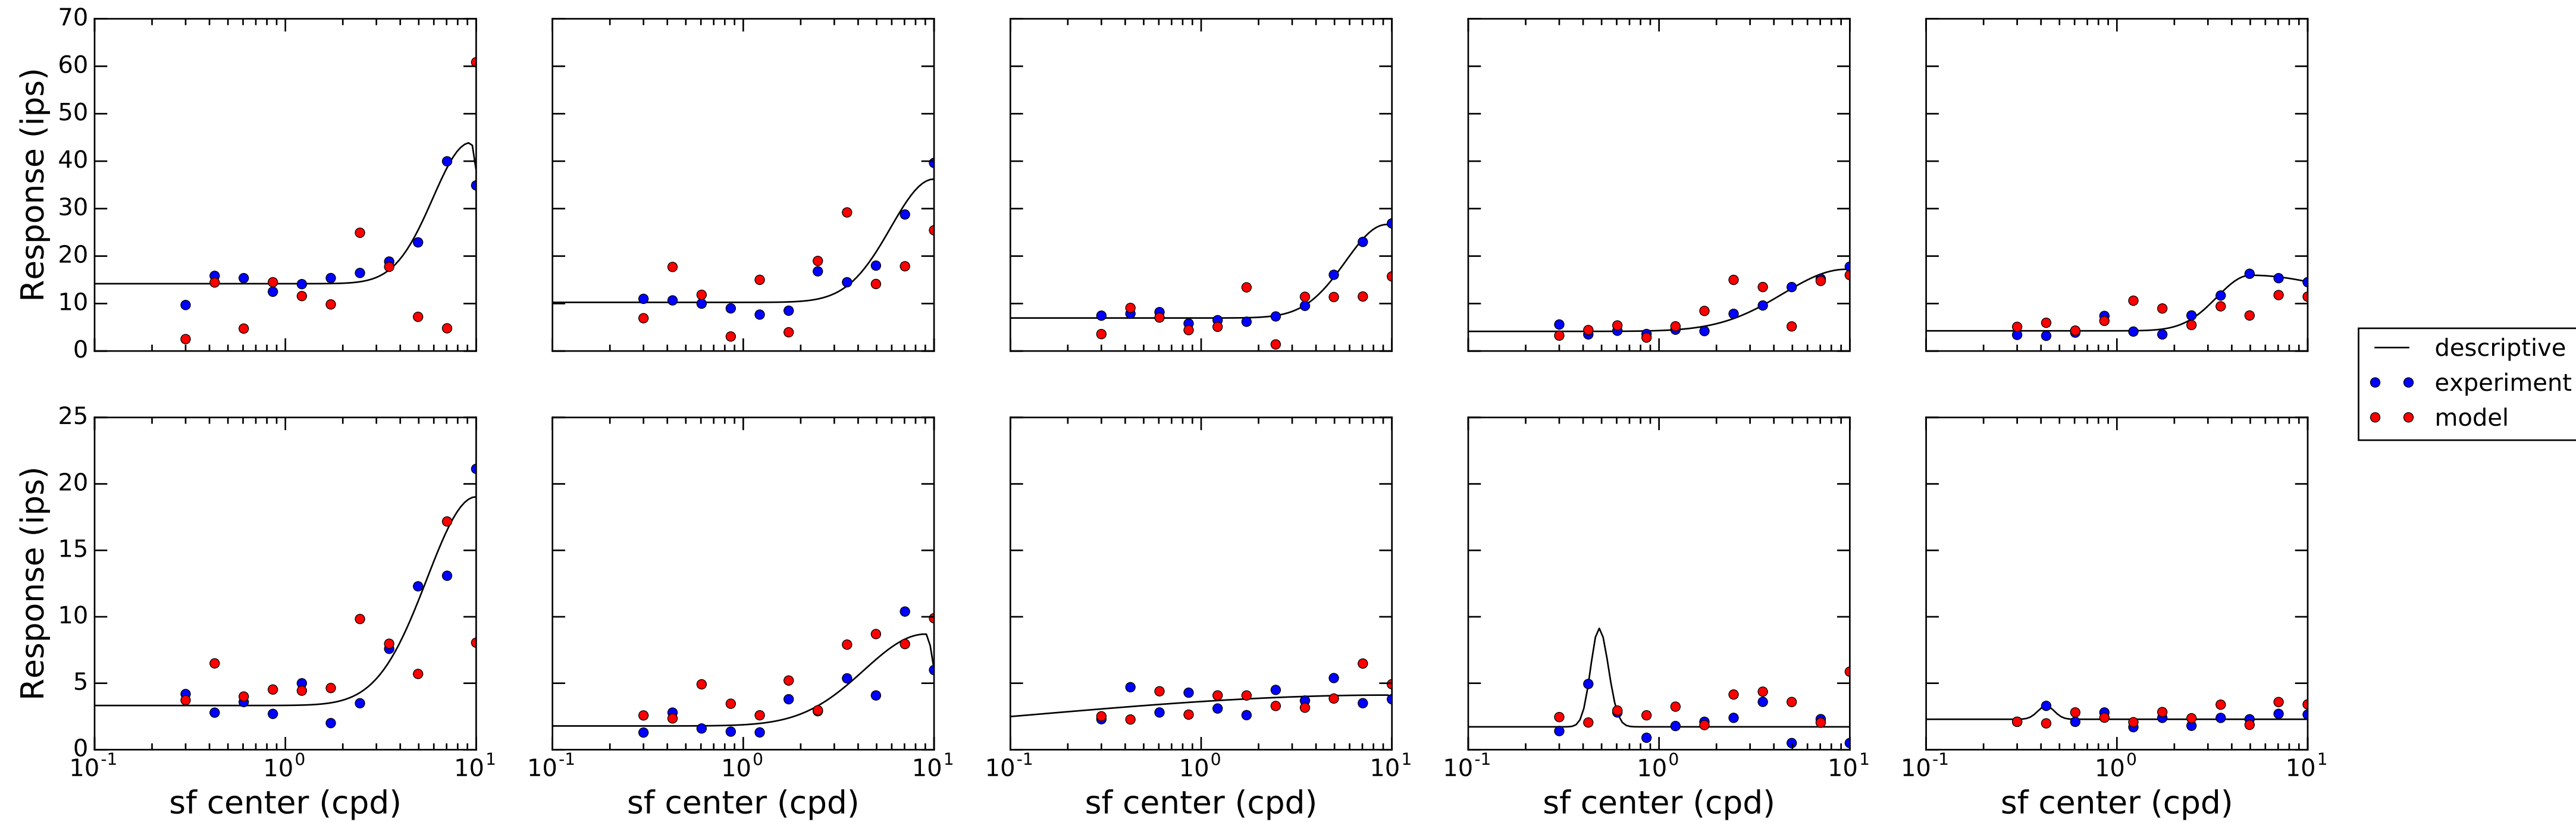 70
60
50
40
30
20
10
0
Response (ips)
descriptive
experiment
model
25
20
15
10
5
0
Response (ips)
10⁻¹ 10⁰ 10¹ 10⁻¹ 10⁰ 10¹ 10⁻¹ 10⁰ 10¹ 10⁻¹ 10⁰ 10¹ 10⁻¹ 10⁰ 10¹
sf center (cpd) sf center (cpd) sf center (cpd) sf center (cpd) sf center (cpd)